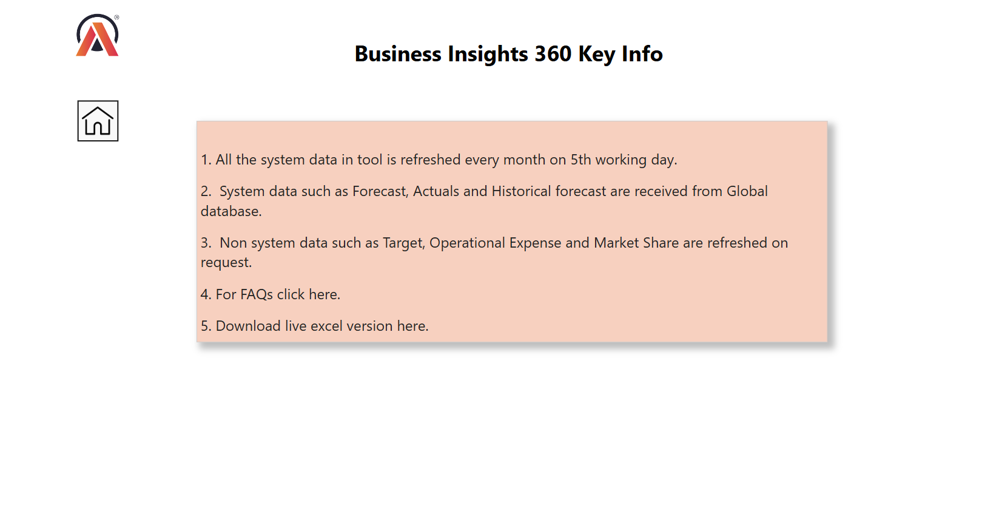 ®
Business Insights 360 Key Info
1. All the system data in tool is refreshed every month on 5th working day.
2.  System data such as Forecast, Actuals and Historical forecast are received from Global
database.
3.  Non system data such as Target, Operational Expense and Market Share are refreshed on
request.
4. For FAQs click here.
5. Download live excel version here.